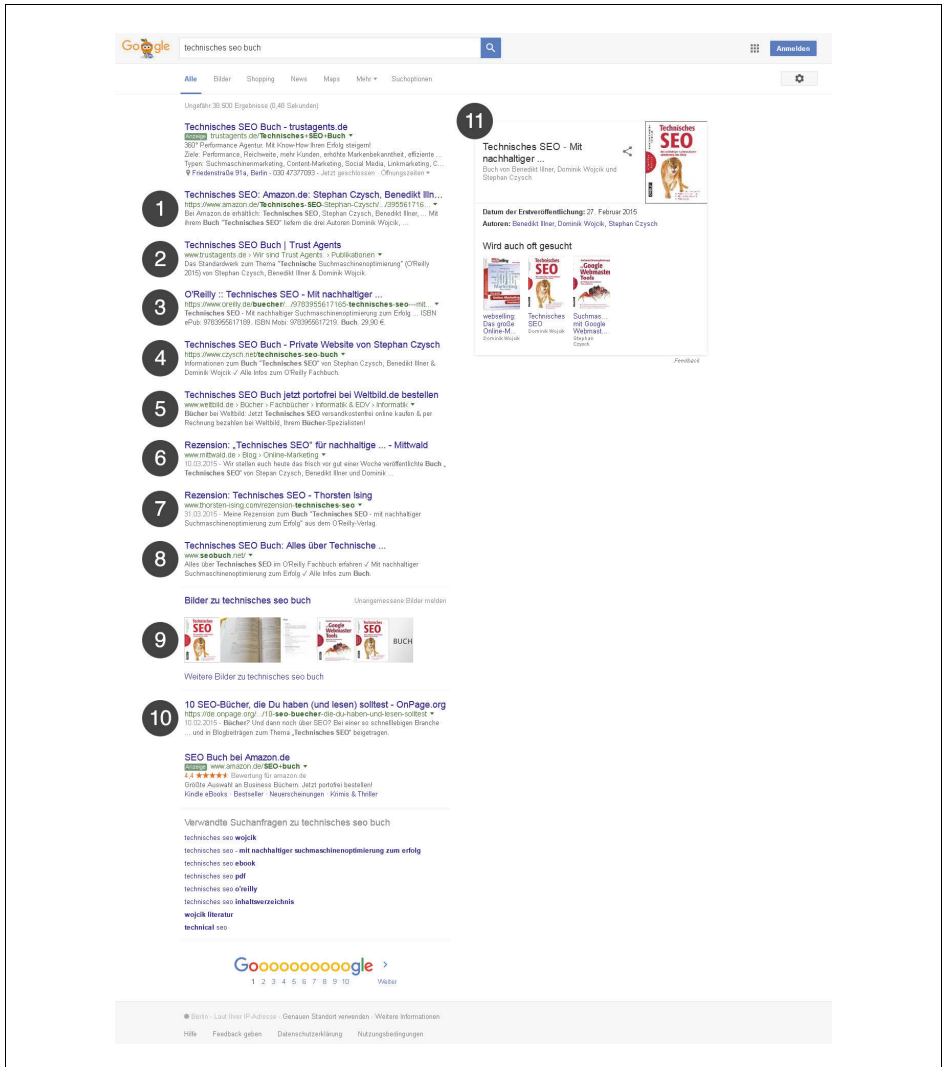 Google
technisches seo buch
Anmelden
Alle Bilder Shopping News Maps Mehr Suchoptionen
Ungefähr 38.500 Ergebnisse (0,48 Sekunden)
Technisches SEO Buch - trustagents.de
Anzeige trustagents.de/Technisches+SEO+Buch
360° Performance Agentur. Mit Know-How Ihren Erfolg steigern!
Ziele: Performance, Reichweite, mehr Kunden, erhöhte Markenbekanntheit, effiziente ...
Typen: Suchmaschinenmarketing, Content-Marketing, Social Media, Linkmarketing, C...
Friedenstraße 91a, Berlin - 030 47377093 - Jetzt geschlossen · Öffnungszeiten
1
Technisches SEO: Amazon.de: Stephan Czysch, Benedikt Illn...
https://www.amazon.de/Technisches-SEO-Stephan-Czysch/.../395561716...
Bei Amazon.de erhältlich: Technisches SEO, Stephan Czysch, Benedikt Illner, ... Mit
ihrem Buch "Technisches SEO" liefern die drei Autoren Dominik Wojcik, ...
2
Technisches SEO Buch | Trust Agents
www.trustagents.de › Wir sind Trust Agents. › Publikationen
Das Standardwerk zum Thema "Technische Suchmaschinenoptimierung" (O'Reilly
2015) von Stephan Czysch, Benedikt Illner & Dominik Wojcik.
3
O'Reilly :: Technisches SEO - Mit nachhaltiger ...
https://www.oreilly.de/buecher/.../9783955617165-technisches-seo---mit...
Technisches SEO - Mit nachhaltiger Suchmaschinenoptimierung zum Erfolg ... ISBN
ePub: 9783955617189. ISBN Mobi: 9783955617219. Buch. 29,90 €.
4
Technisches SEO Buch - Private Website von Stephan Czysch
https://www.czysch.net/technisches-seo-buch
Informationen zum Buch "Technisches SEO" von Stephan Czysch, Benedikt Illner &
Dominik Wojcik ✓ Alle Infos zum O'Reilly Fachbuch.
5
Technisches SEO Buch jetzt portofrei bei Weltbild.de bestellen
www.weltbild.de › Bücher › Fachbücher › Informatik & EDV › Informatik
Bücher bei Weltbild: Jetzt Technisches SEO versandkostenfrei online kaufen & per
Rechnung bezahlen bei Weltbild, Ihrem Bücher-Spezialisten!
6
Rezension: „Technisches SEO" für nachhaltige ... - Mittwald
www.mittwald.de › Blog › Online-Marketing
10.03.2015 - Wir stellen euch heute das frisch vor gut einer Woche veröffentlichte Buch „
Technisches SEO" von Stepan Czysch, Benedikt Illner und Dominik ...
7
Rezension: Technisches SEO - Thorsten Ising
www.thorsten-ising.com/rezension-technisches-seo
31.03.2015 - Meine Rezension zum Buch "Technisches SEO - mit nachhaltiger
Suchmaschinenoptimierung zum Erfolg" aus dem O'Reilly-Verlag.
8
Technisches SEO Buch: Alles über Technische ...
www.seobuch.net/
Alles über Technisches SEO im O'Reilly Fachbuch erfahren ✓ Mit nachhaltiger
Suchmaschinenoptimierung zum Erfolg ✓ Alle Infos zum Buch.
Bilder zu technisches seo buch Unangemessene Bilder melden
9
Technisches SEO
Google Webmaster Tools
Technisches SEO
BUCH
Weitere Bilder zu technisches seo buch
10
10 SEO-Bücher, die Du haben (und lesen) solltest - OnPage.org
https://de.onpage.org/.../10-seo-buecher-die-du-haben-und-lesen-solltest
10.02.2015 - Bücher? Und dann noch über SEO? Bei einer so schnelllebigen Branche
... und in Blogbeiträgen zum Thema „Technisches SEO" beigetragen.
SEO Buch bei Amazon.de
Anzeige www.amazon.de/SEO+buch
4,4 ★★★★★ Bewertung für amazon.de
Größte Auswahl an Business Büchern. Jetzt portofrei bestellen!
Kindle eBooks · Bestseller · Neuerscheinungen · Krimis & Thriller
Verwandte Suchanfragen zu technisches seo buch
technisches seo wojcik
technisches seo - mit nachhaltiger suchmaschinenoptimierung zum erfolg
technisches seo ebook
technisches seo pdf
technisches seo o'reilly
technisches seo inhaltsverzeichnis
wojcik literatur
technical seo
Goooooooooogle
1 2 3 4 5 6 7 8 9 10 Weiter
Berlin - Laut Ihrer IP-Adresse - Genauen Standort verwenden - Weitere Informationen
Hilfe Feedback geben Datenschutzerklärung Nutzungsbedingungen
11
Technisches SEO - Mit
nachhaltiger ...
Buch von Benedikt Illner, Dominik Wojcik und
Stephan Czysch
Technisches
SEO
Datum der Erstveröffentlichung: 27. Februar 2015
Autoren: Benedikt Illner, Dominik Wojcik, Stephan Czysch
Wird auch oft gesucht
Technisches SEO
Google Webmaster Tools
webselling: Technisches Suchmas...
Das große SEO mit Google
Online-M... Dominik Wojcik Webmast...
Dominik Wojcik Stephan
Czysch
Feedback